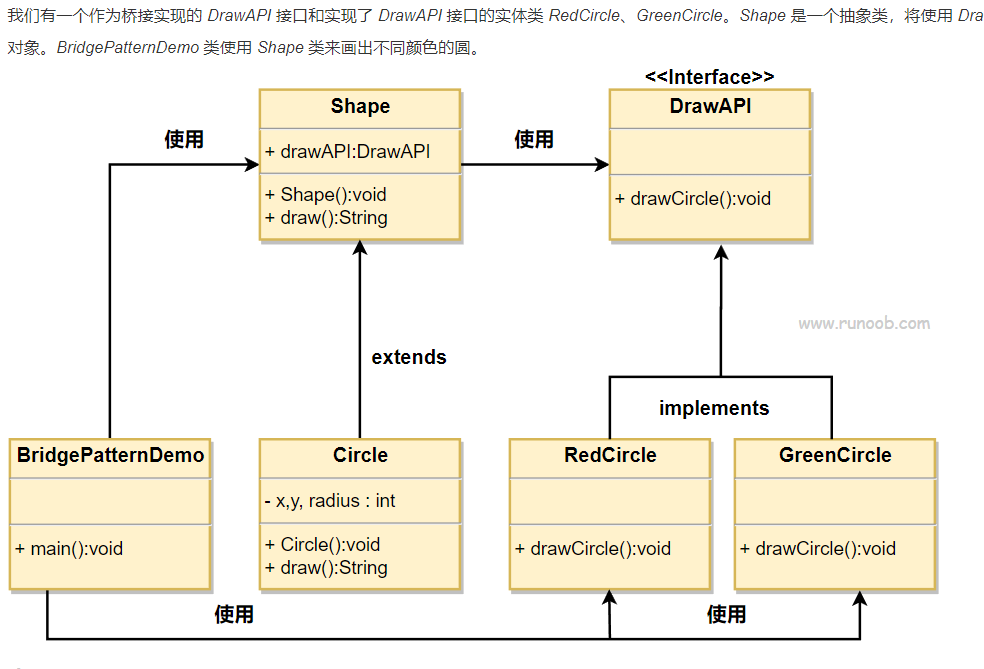 我们有一个作为桥接实现的 DrawAPI 接口和实现了 DrawAPI 接口的实体类 RedCircle、GreenCircle。Shape 是一个抽象类，将使用 Dra
对象。BridgePatternDemo 类使用 Shape 类来画出不同颜色的圆。
<<Interface>>
Shape
DrawAPI
使用
使用
+ drawAPI:DrawAPI
+ Shape():void
+ draw():String
+ drawCircle():void
www.runoob.com
extends
implements
BridgePatternDemo
Circle
RedCircle
GreenCircle
- x,y, radius : int
+ main():void
+ Circle():void
+ draw():String
+ drawCircle():void
+ drawCircle():void
使用
使用